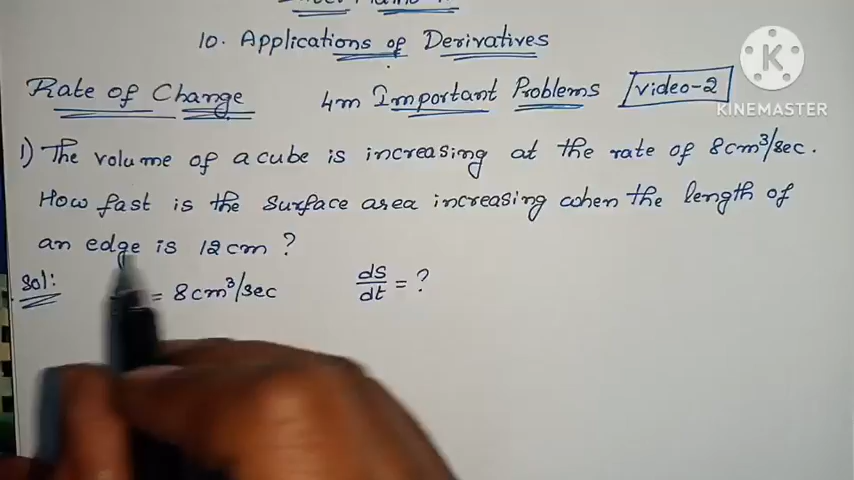 10. Applications of Derivatives
Rate of Change 4m Important Problems video-2
KINEMASTER
1) The volume of a cube is increasing at the rate of 8cm³/sec.
How fast is the surface area increasing when the length of
an edge is 12cm?
Sol: = 8cm³/sec dS/dt = ?